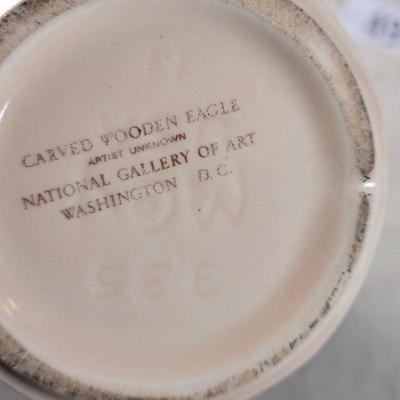 CARVED WOODEN EAGLE
ARTIST UNKNOWN
NATIONAL GALLERY OF ART
WASHINGTON D.C.